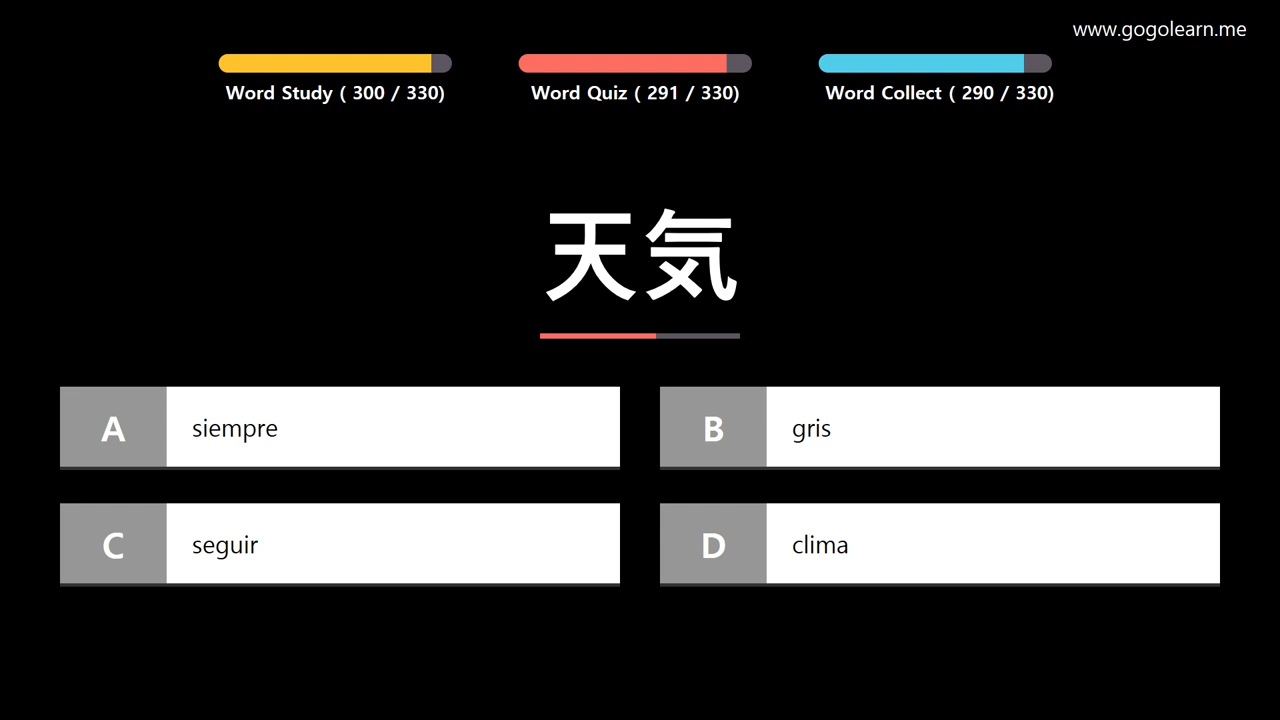 www.gogolearn.me
Word Study ( 300 / 330)
Word Quiz ( 291 / 330)
Word Collect ( 290 / 330)
天気
A siempre
B gris
C seguir
D clima